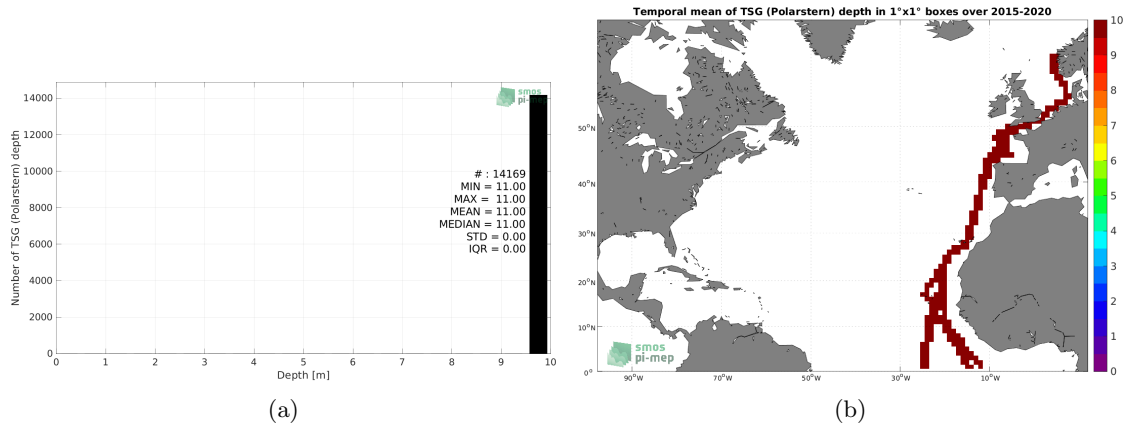 smos
pi-mep
14000
12000
10000
8000
6000
4000
2000
0
Number of TSG (Polarstern) depth
# : 14169
MIN = 11.00
MAX = 11.00
MEAN = 11.00
MEDIAN = 11.00
STD = 0.00
IQR = 0.00
0 1 2 3 4 5 6 7 8 9 10
Depth [m]
(a)
Temporal mean of TSG (Polarstern) depth in 1°x1° boxes over 2015-2020
50°N
40°N
30°N
20°N
10°N
0°
90°W 70°W 50°W 30°W 10°W
smos
pi-mep
10
9
8
7
6
5
4
3
2
1
0
(b)